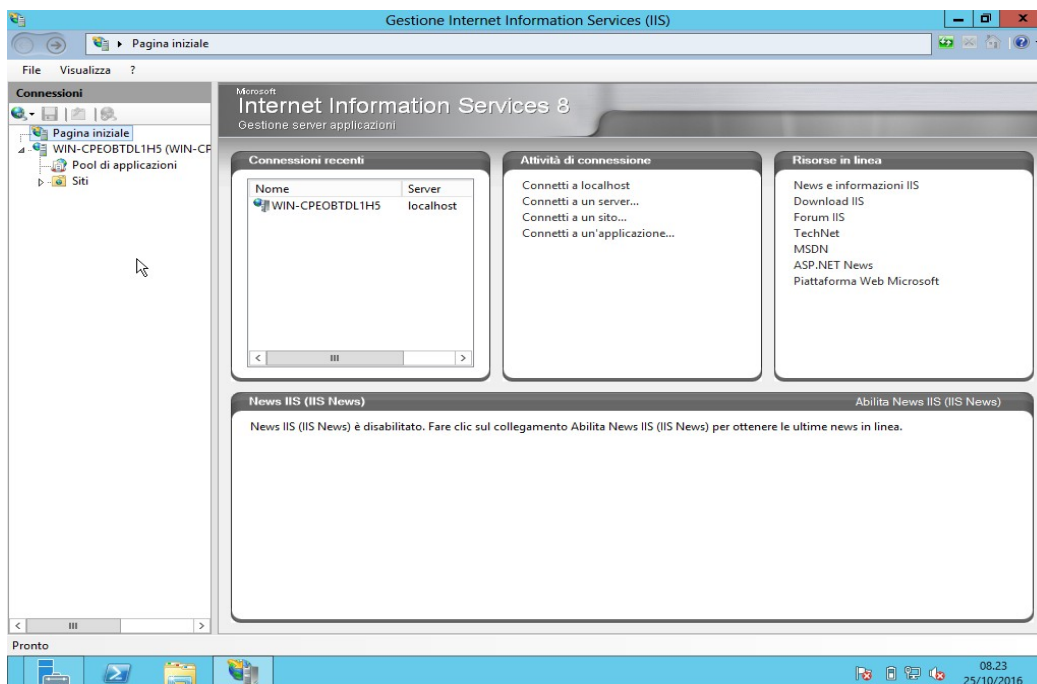 Gestione Internet Information Services (IIS)
Pagina iniziale
File Visualizza ?
Connessioni
Pagina iniziale
WIN-CPEOBTDL1H5 (WIN-CP
Pool di applicazioni
Siti
Microsoft
Internet Information Services 8
Gestione server applicazioni
Connessioni recenti
Nome Server
WIN-CPEOBTDL1H5 localhost
Attività di connessione
Connetti a localhost
Connetti a un server...
Connetti a un sito...
Connetti a un'applicazione...
Risorse in linea
News e informazioni IIS
Download IIS
Forum IIS
TechNet
MSDN
ASP.NET News
Piattaforma Web Microsoft
News IIS (IIS News) Abilita News IIS (IIS News)
News IIS (IIS News) è disabilitato. Fare clic sul collegamento Abilita News IIS (IIS News) per ottenere le ultime news in linea.
Pronto
08.23
25/10/2016